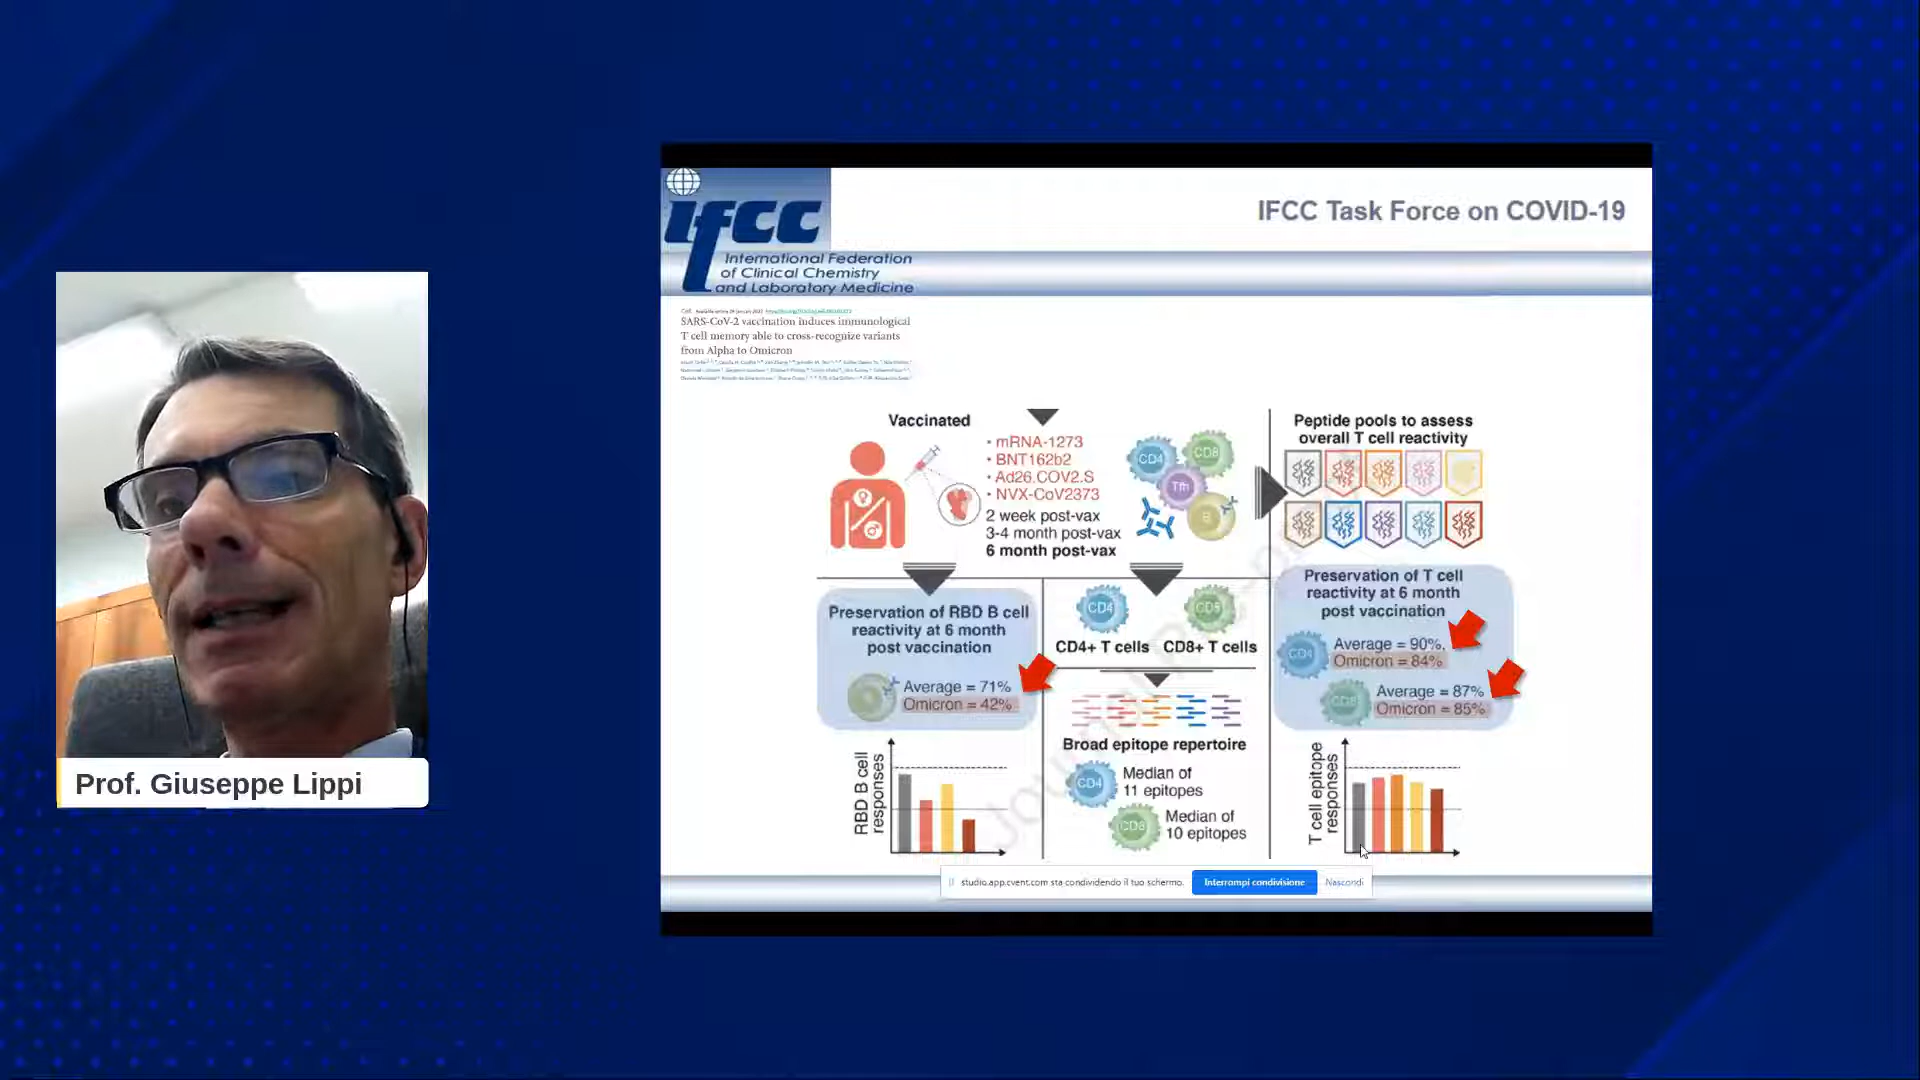 Prof. Giuseppe Lippi
ifcc
International Federation
of Clinical Chemistry
and Laboratory Medicine
IFCC Task Force on COVID-19
Cell
SARS-CoV-2 vaccination induces immunological
T cell memory able to cross-recognize variants
from Alpha to Omicron
Vaccinated
• mRNA-1273
• BNT162b2
• Ad26.COV2.S
• NVX-CoV2373
2 week post-vax
3-4 month post-vax
6 month post-vax
CD4
CD8
Tfh
B
Peptide pools to assess
overall T cell reactivity
Preservation of RBD B cell
reactivity at 6 month
post vaccination
Average = 71%
Omicron = 42%
CD4
CD8
CD4+ T cells CD8+ T cells
Preservation of T cell
reactivity at 6 month
post vaccination
CD4
Average = 90%,
Omicron = 84%
CD8
Average = 87%
Omicron = 85%
RBD B cell
responses
Broad epitope repertoire
CD4
Median of
11 epitopes
CD8
Median of
10 epitopes
T cell epitope
responses
studio.app.cvent.com sta condividendo il tuo schermo.
Interrompi condivisione
Nascondi